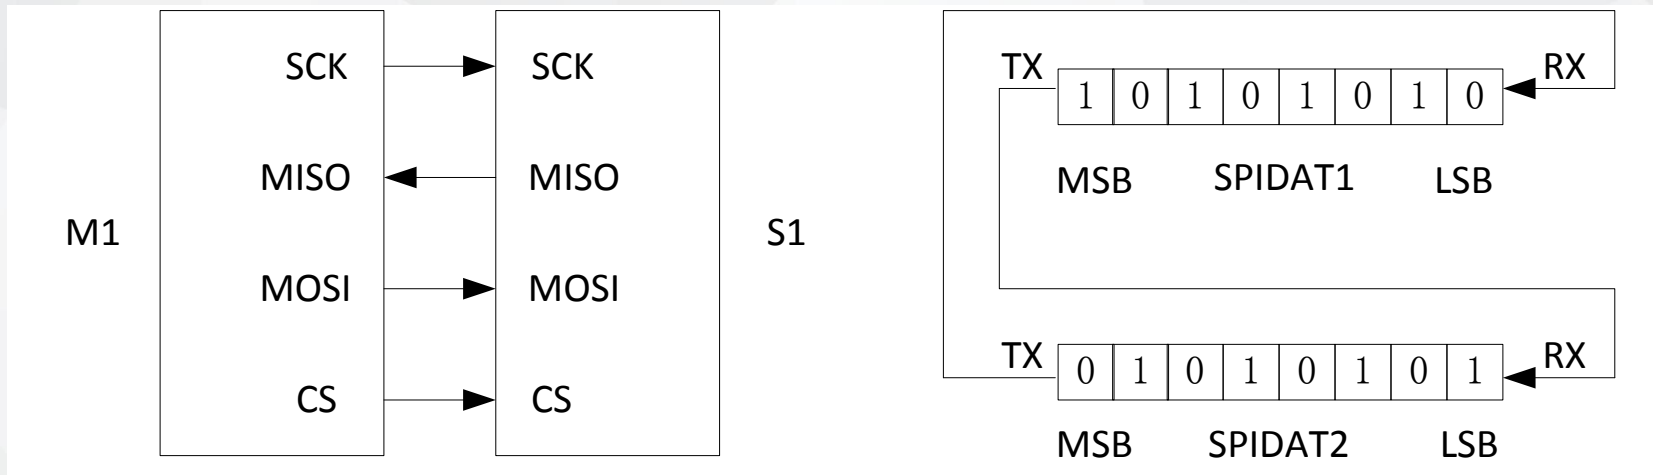 SCK SCK
MISO MISO
M1 S1
MOSI MOSI
CS CS
TX 1 0 1 0 1 0 1 0 RX
MSB SPIDAT1 LSB
TX 0 1 0 1 0 1 0 1 RX
MSB SPIDAT2 LSB